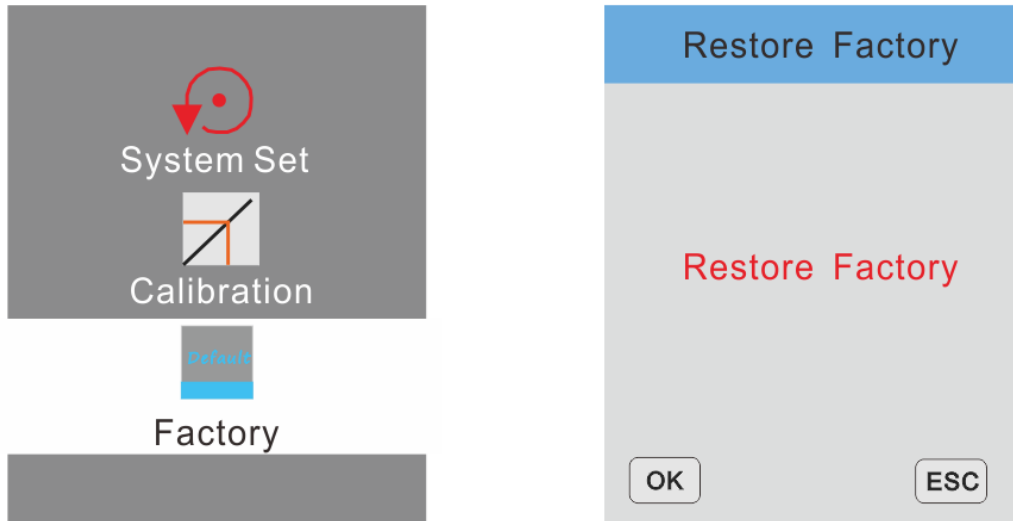 System Set
Calibration
Default
Factory
Restore Factory
Restore Factory
OK
ESC